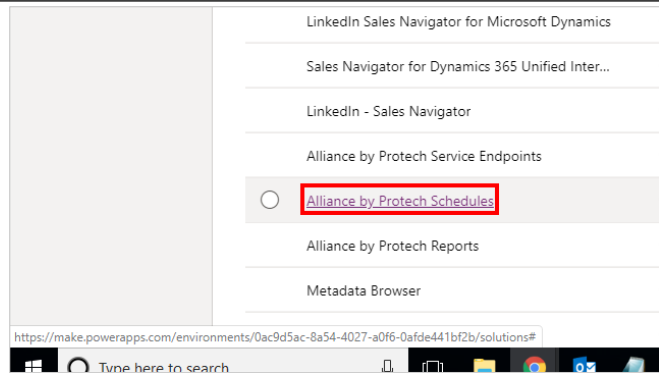 LinkedIn Sales Navigator for Microsoft Dynamics
Sales Navigator for Dynamics 365 Unified Inter...
LinkedIn - Sales Navigator
Alliance by Protech Service Endpoints
Alliance by Protech Schedules
Alliance by Protech Reports
Metadata Browser
https://make.powerapps.com/environments/0ac9d5ac-8a54-4027-a0f6-0afde441bf2b/solutions#
Type here to search